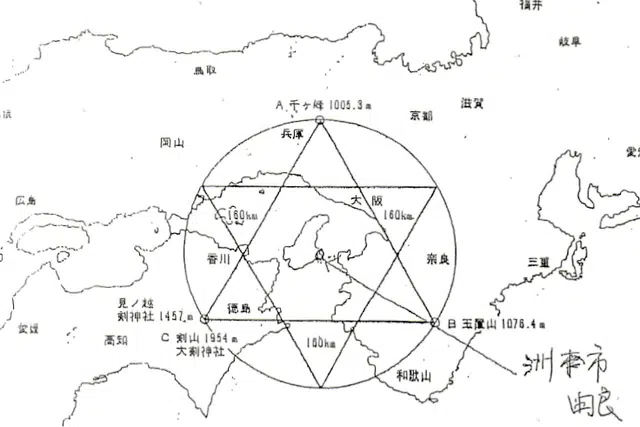 福井
岐阜
鳥取
滋賀
A 千ヶ峰 1005.3m
京都
兵庫
岡山
大阪
広島
160km
160km
香川
奈良
三重
見ノ越
剣神社 1457m
徳島
B 玉置山 1076.4m
愛媛
高知
C 剣山 1954m
大剣神社
160km
和歌山
洲本市
由良